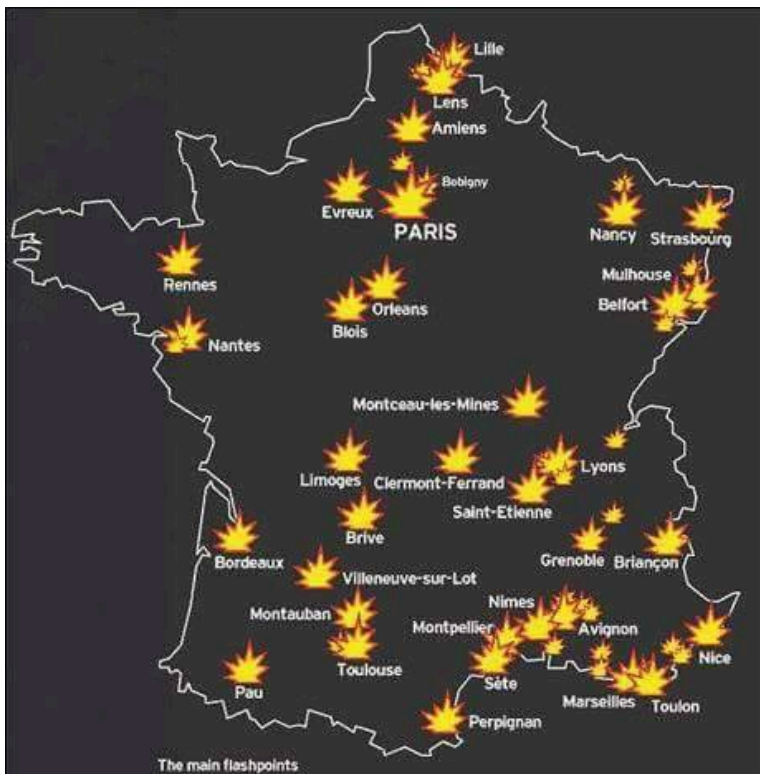 Lille
Lens
Amiens
Bobigny
Evreux
PARIS
Nancy
Strasbourg
Mulhouse
Rennes
Orleans
Belfort
Blois
Nantes
Montceau-les-Mines
Lyons
Limoges
Clermont-Ferrand
Saint-Etienne
Brive
Bordeaux
Grenoble
Briançon
Villeneuve-sur-Lot
Nimes
Montauban
Montpellier
Avignon
Toulouse
Nice
Sète
Pau
Marseilles
Toulon
Perpignan
The main flashpoints